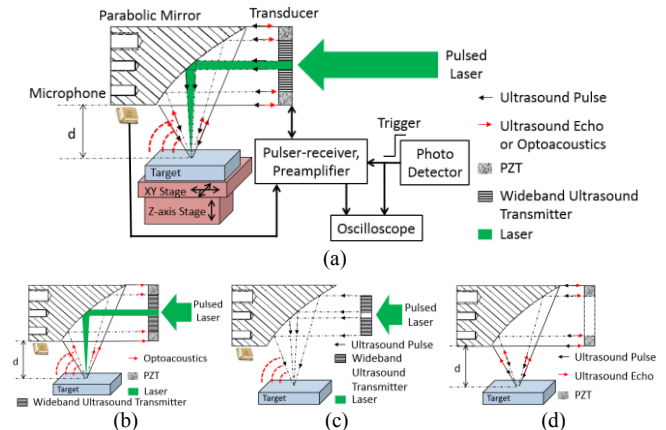 Parabolic Mirror
Transducer
Pulsed
Laser
Microphone
d
Trigger
Target
XY Stage
Z-axis Stage
Pulser-receiver,
Preamplifier
Photo
Detector
Oscilloscope
Ultrasound Pulse
Ultrasound Echo
or Optoacoustics
PZT
Wideband Ultrasound
Transmitter
Laser
(a)
Pulsed
Laser
d
Optoacoustics
PZT
Laser
Target
Wideband Ultrasound Transmitter
(b)
Pulsed
Laser
Ultrasound Pulse
Wideband
Ultrasound
Transmitter
Laser
Target
(c)
d
Ultrasound Pulse
Ultrasound Echo
PZT
Target
(d)